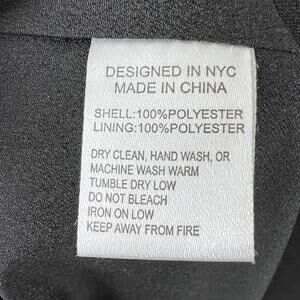 DESIGNED IN NYC
MADE IN CHINA
SHELL:100%POLYESTER
LINING:100%POLYESTER
DRY CLEAN, HAND WASH, OR
MACHINE WASH WARM
TUMBLE DRY LOW
DO NOT BLEACH
IRON ON LOW
KEEP AWAY FROM FIRE